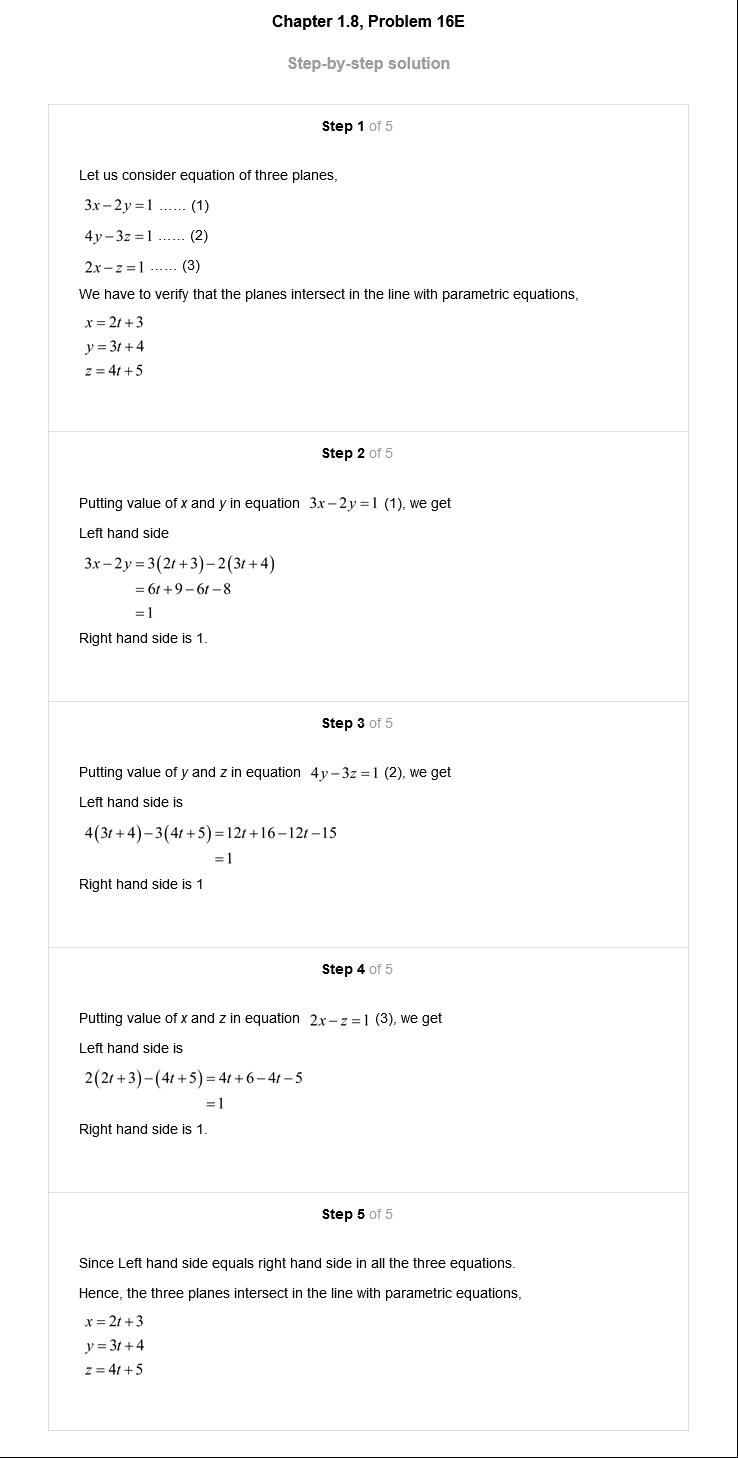 Chapter 1.8, Problem 16E
Step-by-step solution
Step 1 of 5
Let us consider equation of three planes,
3x−2y=1 ...... (1)
4y−3z=1 ...... (2)
2x−z=1 ...... (3)
We have to verify that the planes intersect in the line with parametric equations,
x=2t+3
y=3t+4
z=4t+5
Step 2 of 5
Putting value of x and y in equation 3x−2y=1 (1), we get
Left hand side
3x−2y=3(2t+3)−2(3t+4)
=6t+9−6t−8
=1
Right hand side is 1.
Step 3 of 5
Putting value of y and z in equation 4y−3z=1 (2), we get
Left hand side is
4(3t+4)−3(4t+5)=12t+16−12t−15
=1
Right hand side is 1
Step 4 of 5
Putting value of x and z in equation 2x−z=1 (3), we get
Left hand side is
2(2t+3)−(4t+5)=4t+6−4t−5
=1
Right hand side is 1.
Step 5 of 5
Since Left hand side equals right hand side in all the three equations.
Hence, the three planes intersect in the line with parametric equations,
x=2t+3
y=3t+4
z=4t+5